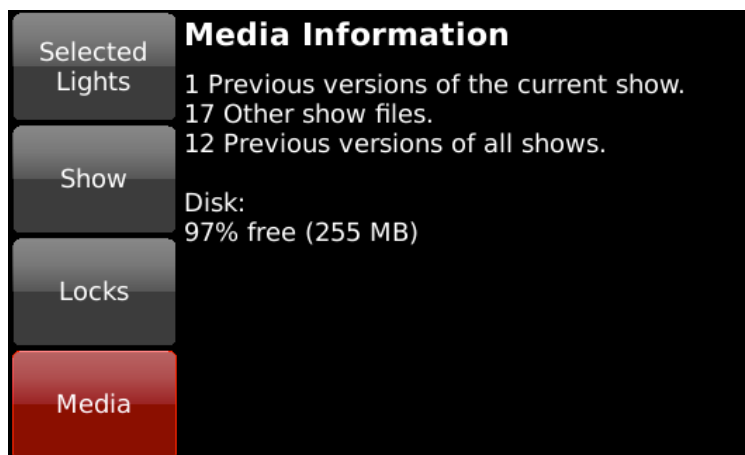 Selected
Lights
Show
Locks
Media
Media Information
1 Previous versions of the current show.
17 Other show files.
12 Previous versions of all shows.
Disk:
97% free (255 MB)